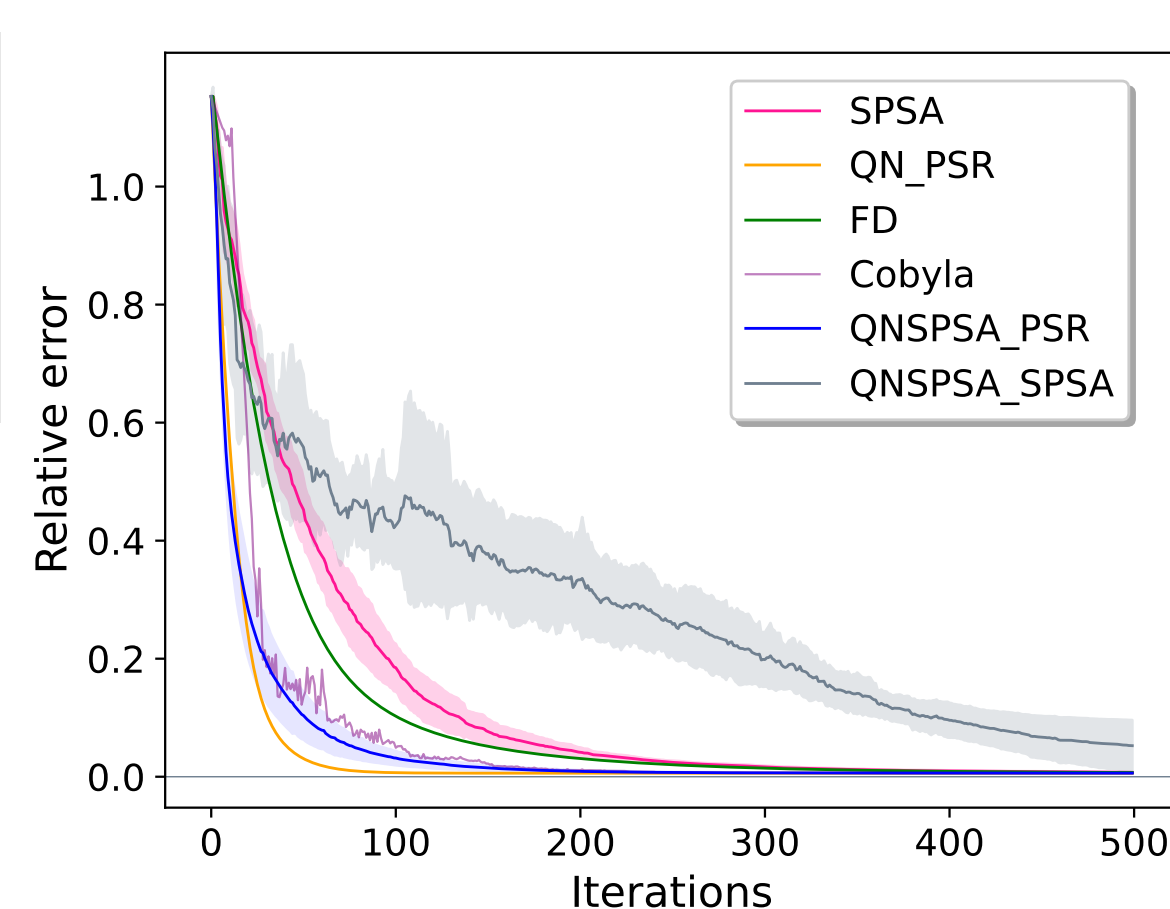 SPSA
QN_PSR
FD
Cobyla
QNSPSA_PSR
QNSPSA_SPSA
Relative error
1.0
0.8
0.6
0.4
0.2
0.0
0 100 200 300 400 500
Iterations